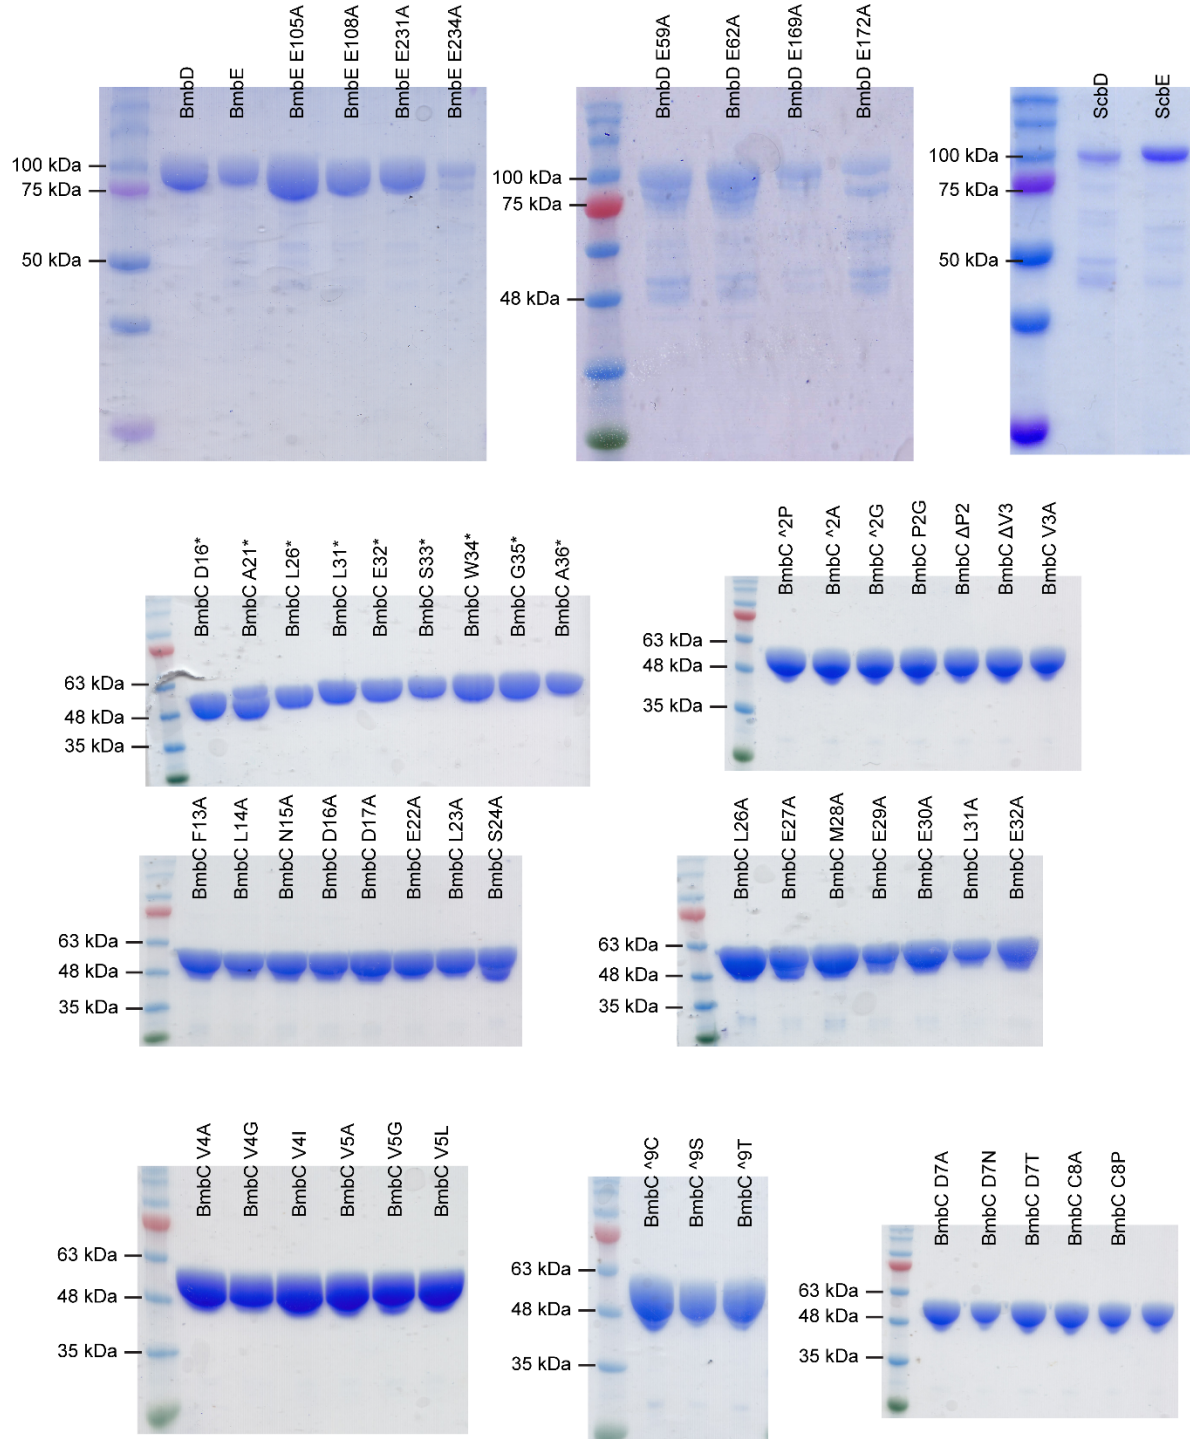 BmbD
BmbE
BmbE E105A
BmbE E108A
BmbE E231A
BmbE E234A
100 kDa
75 kDa
50 kDa
BmbD E59A
BmbD E62A
BmbD E169A
BmbD E172A
100 kDa
75 kDa
48 kDa
ScbD
ScbE
100 kDa
75 kDa
50 kDa
BmbC D16*
BmbC A21*
BmbC L26*
BmbC L31*
BmbC E32*
BmbC S33*
BmbC W34*
BmbC G35*
BmbC A36*
63 kDa
48 kDa
35 kDa
BmbC ^2P
BmbC ^2A
BmbC ^2G
BmbC P2G
BmbC ΔP2
BmbC ΔV3
BmbC V3A
63 kDa
48 kDa
35 kDa
BmbC F13A
BmbC L14A
BmbC N15A
BmbC D16A
BmbC D17A
BmbC E22A
BmbC L23A
BmbC S24A
63 kDa
48 kDa
35 kDa
BmbC L26A
BmbC E27A
BmbC M28A
BmbC E29A
BmbC E30A
BmbC L31A
BmbC E32A
63 kDa
48 kDa
35 kDa
BmbC V4A
BmbC V4G
BmbC V4I
BmbC V5A
BmbC V5G
BmbC V5L
63 kDa
48 kDa
35 kDa
BmbC ^9C
BmbC ^9S
BmbC ^9T
63 kDa
48 kDa
35 kDa
BmbC D7A
BmbC D7N
BmbC D7T
BmbC C8A
BmbC C8P
63 kDa
48 kDa
35 kDa